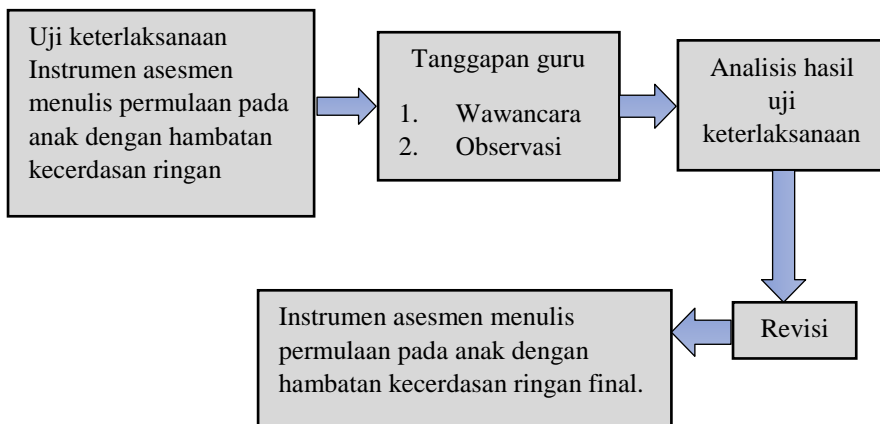 Uji keterlaksanaan
Instrumen asesmen
menulis permulaan pada
anak dengan hambatan
kecerdasan ringan
Tanggapan guru
1. Wawancara
2. Observasi
Analisis hasil
uji
keterlaksanaan
Revisi
Instrumen asesmen menulis
permulaan pada anak dengan
hambatan kecerdasan ringan final.